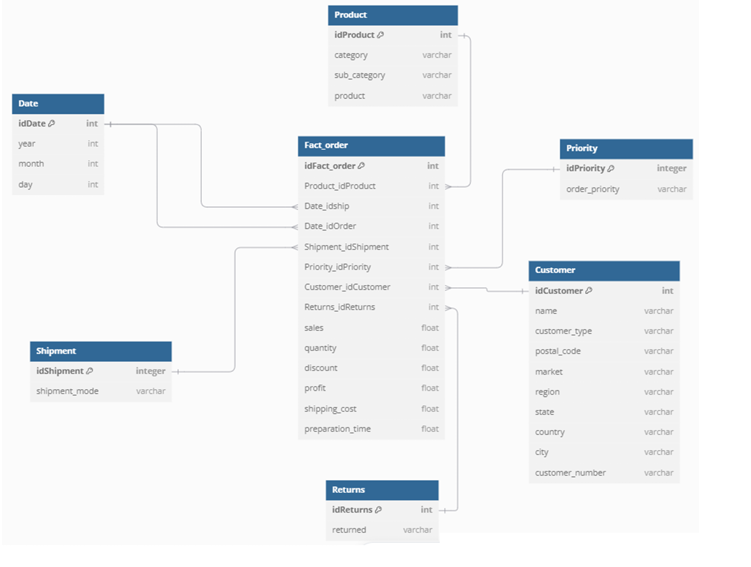 Product
idProduct int
category varchar
sub_category varchar
product varchar
Date
idDate int
year int
month int
day int
Fact_order
idFact_order int
Product_idProduct int
Date_idship int
Date_idOrder int
Shipment_idShipment int
Priority_idPriority int
Customer_idCustomer int
Returns_idReturns int
sales float
quantity float
discount float
profit float
shipping_cost float
preparation_time float
Priority
idPriority integer
order_priority varchar
Customer
idCustomer int
name varchar
customer_type varchar
postal_code varchar
market varchar
region varchar
state varchar
country varchar
city varchar
customer_number varchar
Shipment
idShipment integer
shipment_mode varchar
Returns
idReturns int
returned varchar